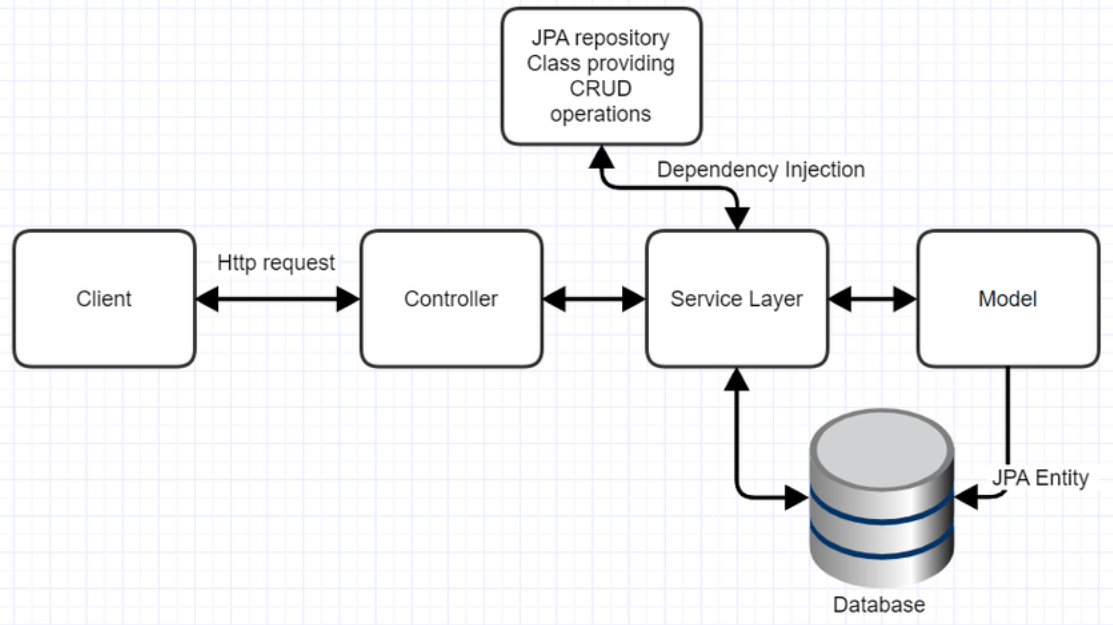 JPA repository
Class providing
CRUD
operations
Dependency Injection
Http request
Client
Controller
Service Layer
Model
JPA Entity
Database